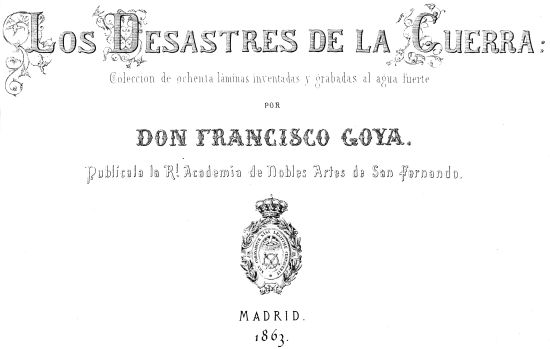 LOS DESASTRES DE LA GUERRA:
Coleccion de ochenta láminas inventadas y grabadas al agua fuerte
POR
DON FRANCISCO GOYA.
Publícala la Rl. Academia de Nobles Artes de San Fernando.
MADRID.
1863.